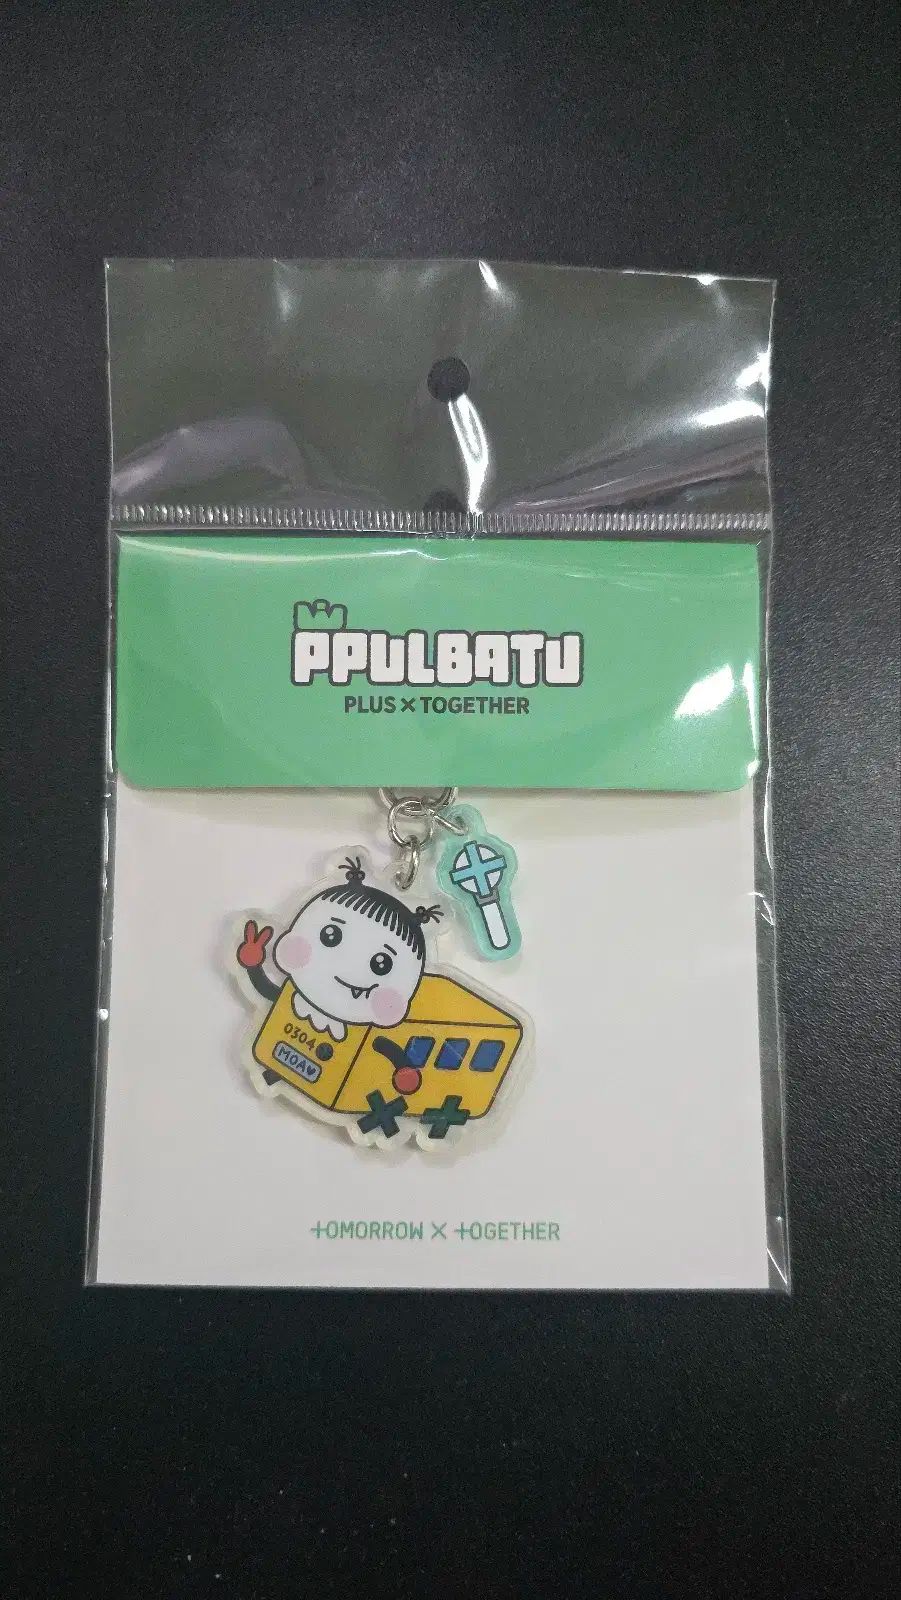 PPULBATU
PLUS × TOGETHER
0304
MOA♥
TOMORROW × TOGETHER